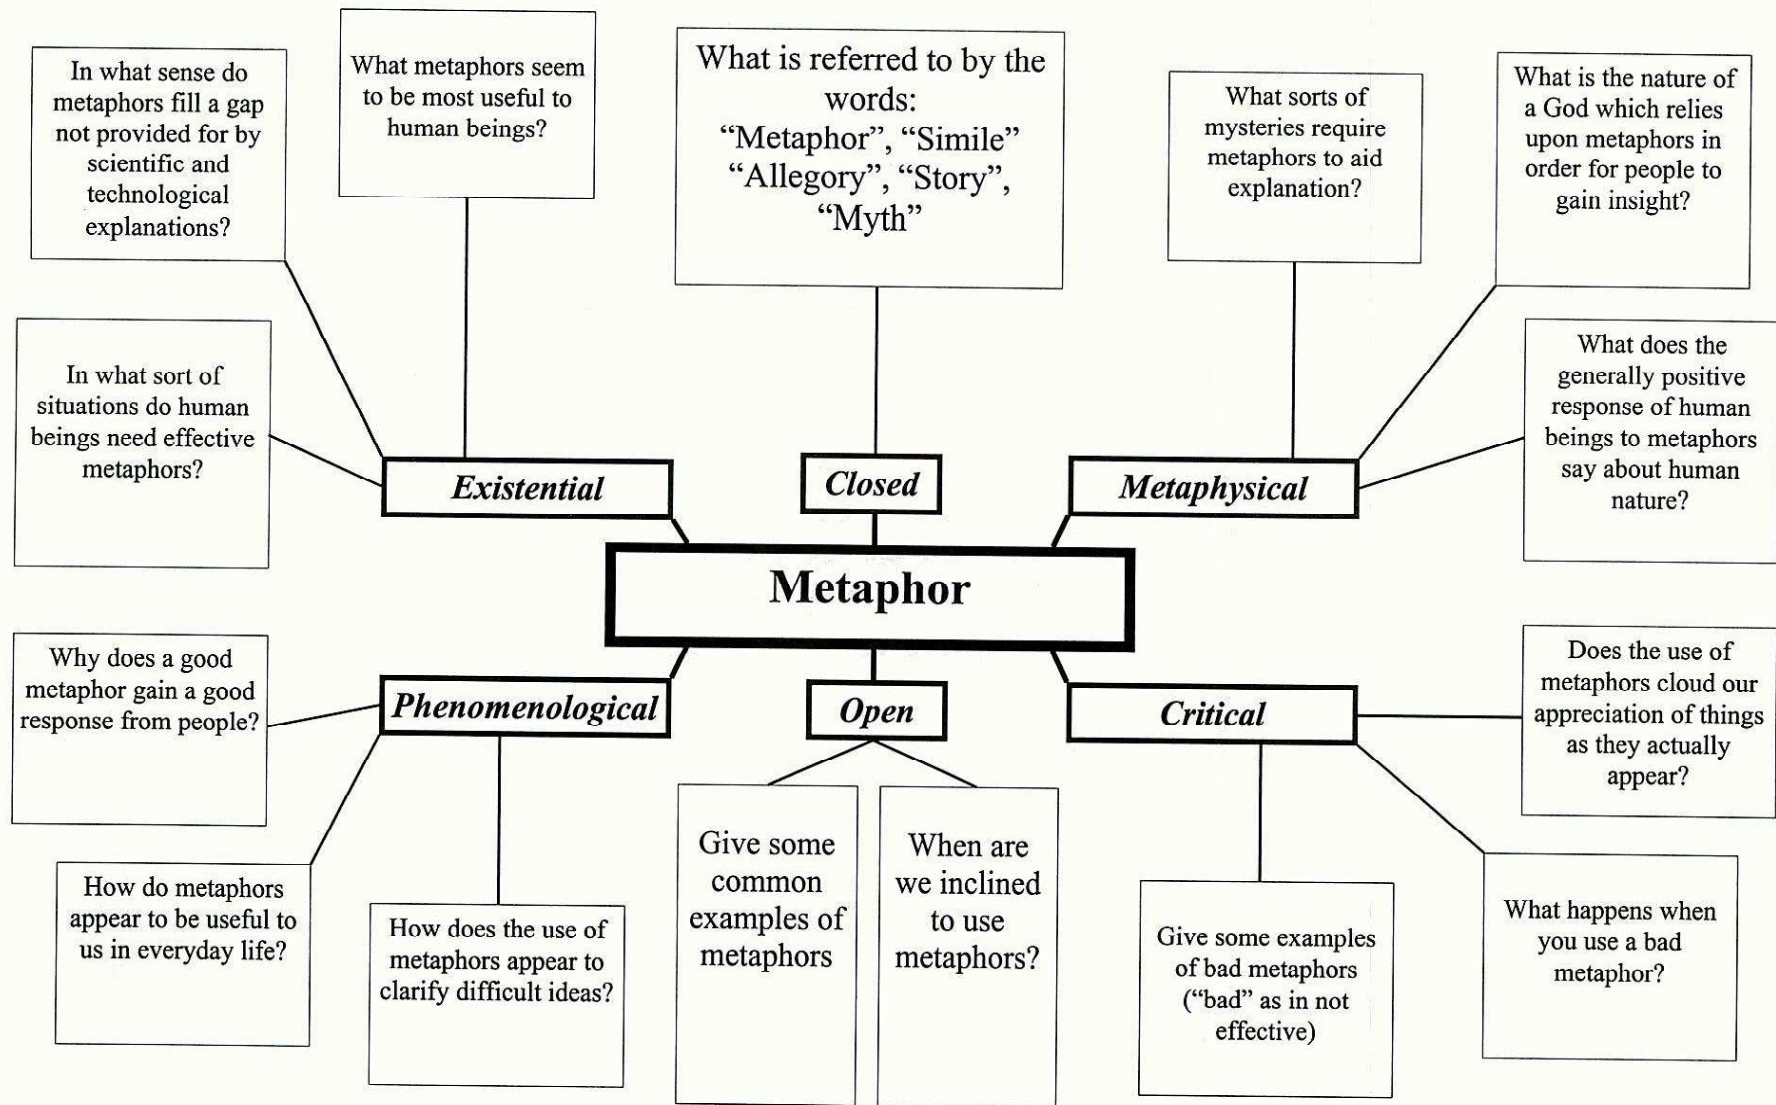 In what sense do
metaphors fill a gap
not provided for by
scientific and
technological
explanations?
What metaphors seem
to be most useful to
human beings?
What is referred to by the
words:
“Metaphor”, “Simile”
“Allegory”, “Story”,
“Myth”
What sorts of
mysteries require
metaphors to aid
explanation?
What is the nature of
a God which relies
upon metaphors in
order for people to
gain insight?
In what sort of
situations do human
beings need effective
metaphors?
What does the
generally positive
response of human
beings to metaphors
say about human
nature?
Existential
Closed
Metaphysical
Metaphor
Phenomenological
Open
Critical
Why does a good
metaphor gain a good
response from people?
Does the use of
metaphors cloud our
appreciation of things
as they actually
appear?
How do metaphors
appear to be useful to
us in everyday life?
How does the use of
metaphors appear to
clarify difficult ideas?
Give some
common
examples of
metaphors
When are
we inclined
to use
metaphors?
Give some examples
of bad metaphors
(“bad” as in not
effective)
What happens when
you use a bad
metaphor?